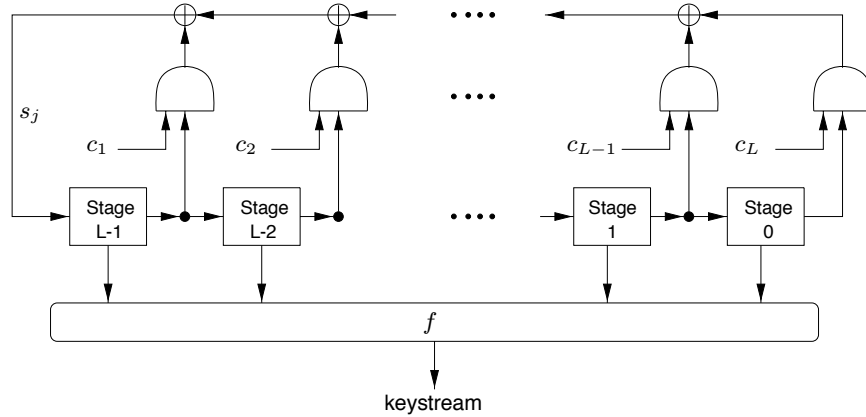 s_j
c_1
c_2
c_{L−1}
c_L
Stage
L-1
Stage
L-2
Stage
1
Stage
0
f
keystream